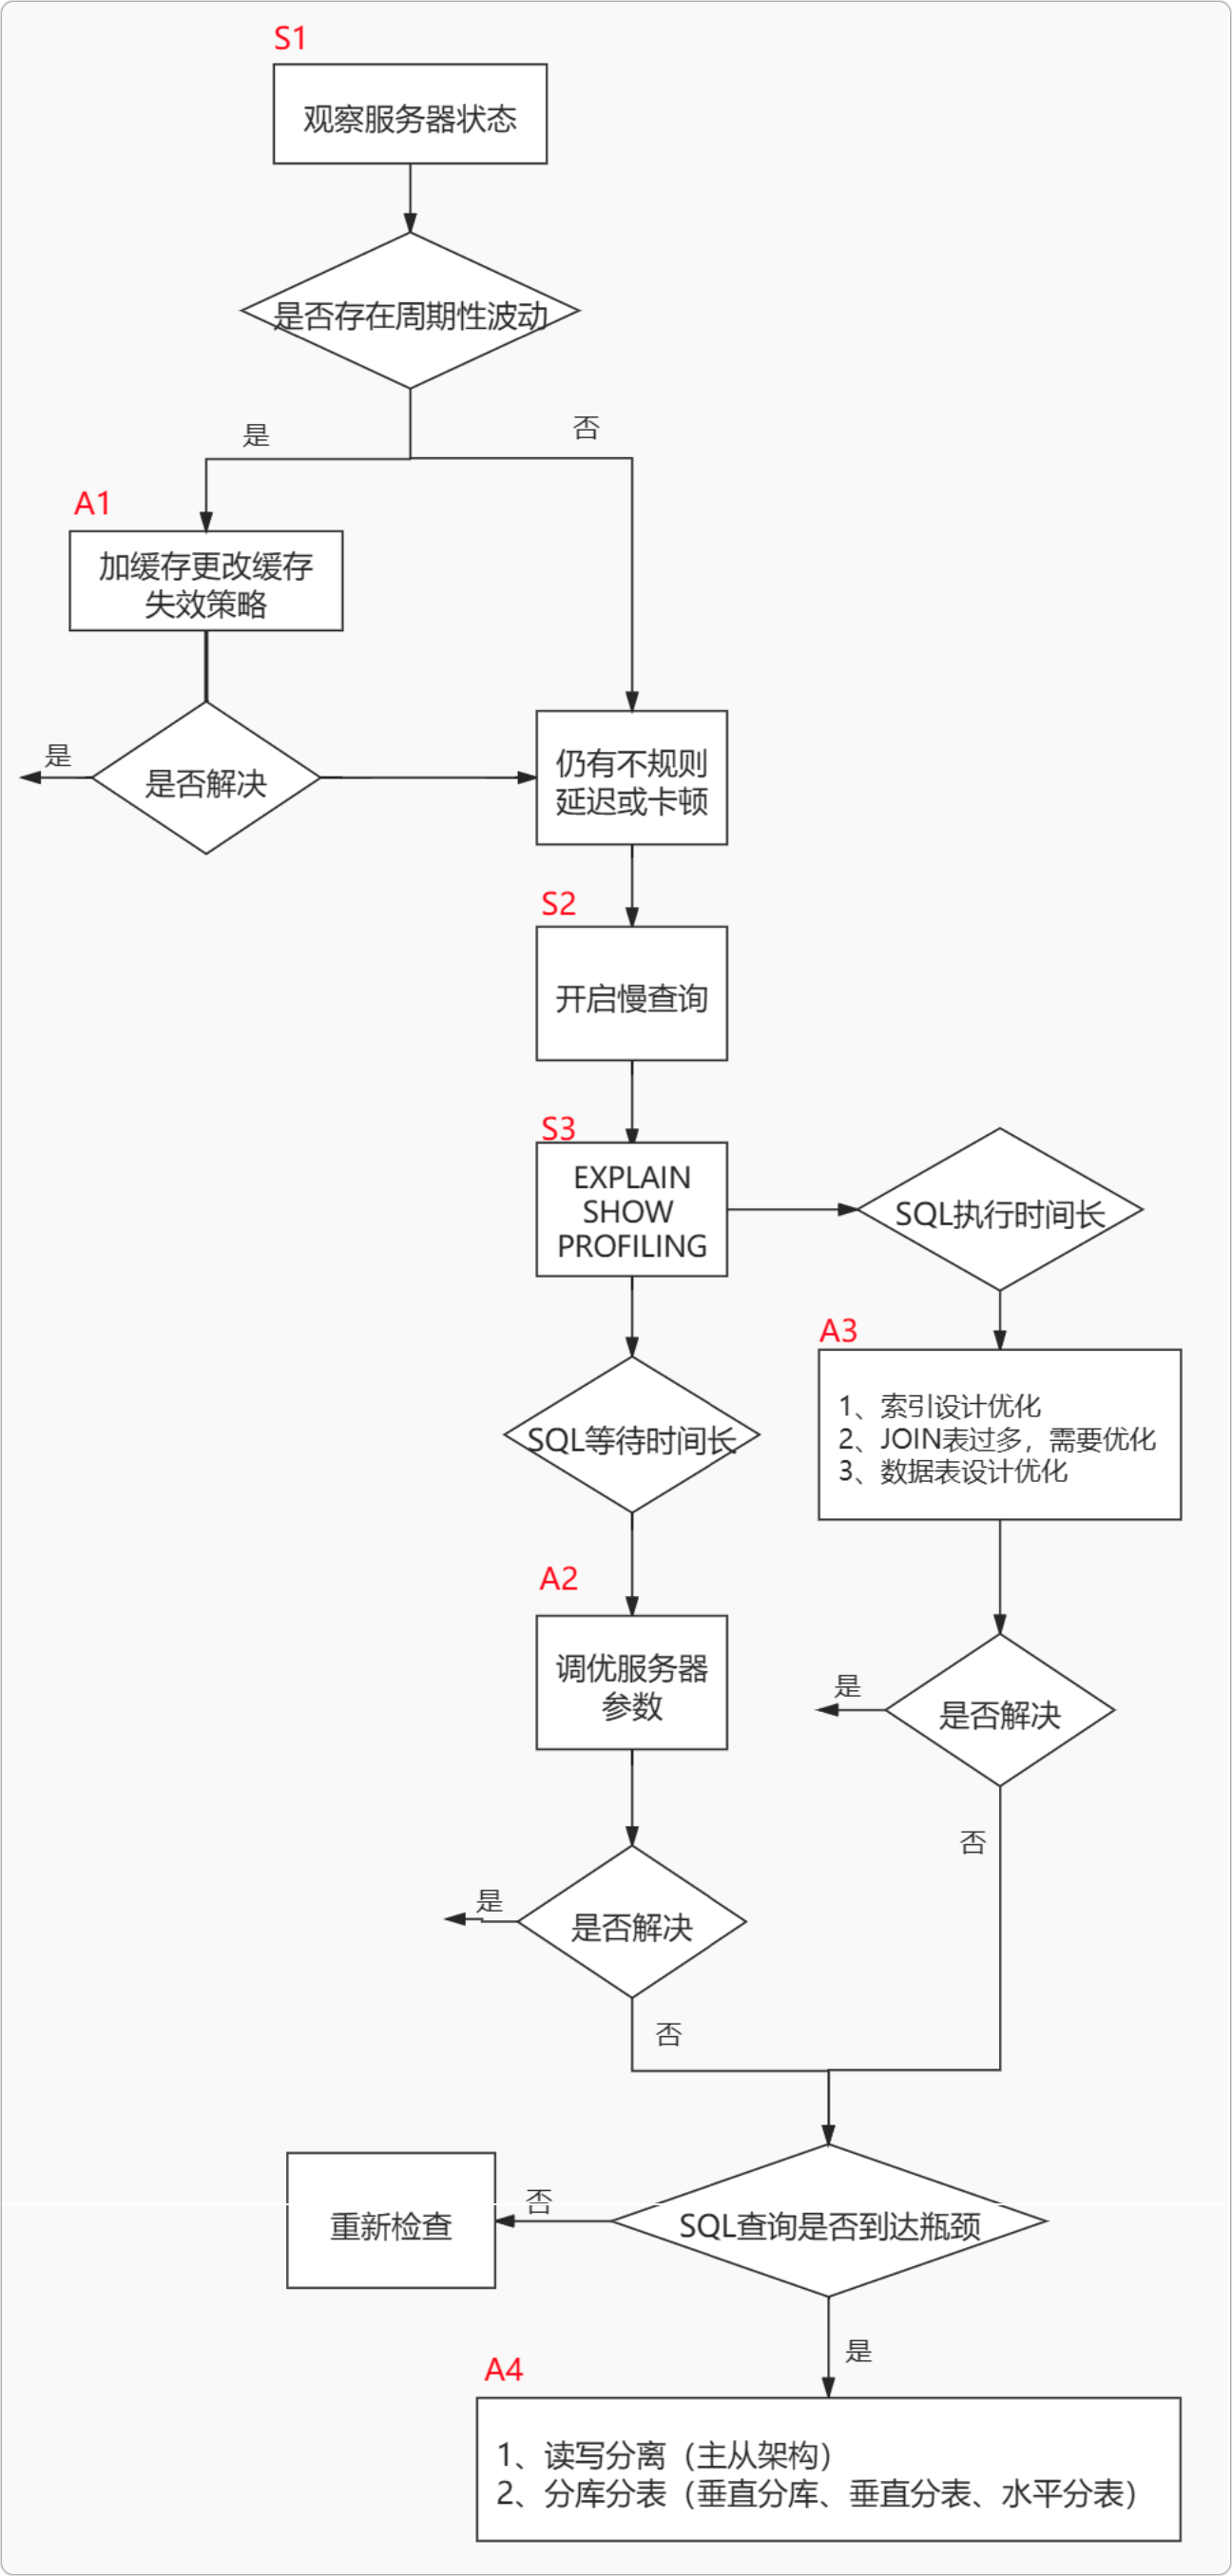 S1
观察服务器状态
是否存在周期性波动
是
否
A1
加缓存更改缓存
失效策略
是
是否解决
仍有不规则
延迟或卡顿
S2
开启慢查询
S3
EXPLAIN
SHOW
PROFILING
SQL执行时间长
A3
1、索引设计优化
2、JOIN表过多，需要优化
3、数据表设计优化
SQL等待时间长
A2
调优服务器
参数
是
是否解决
否
是
是否解决
否
SQL查询是否到达瓶颈
否
重新检查
是
A4
1、读写分离（主从架构）
2、分库分表（垂直分库、垂直分表、水平分表）